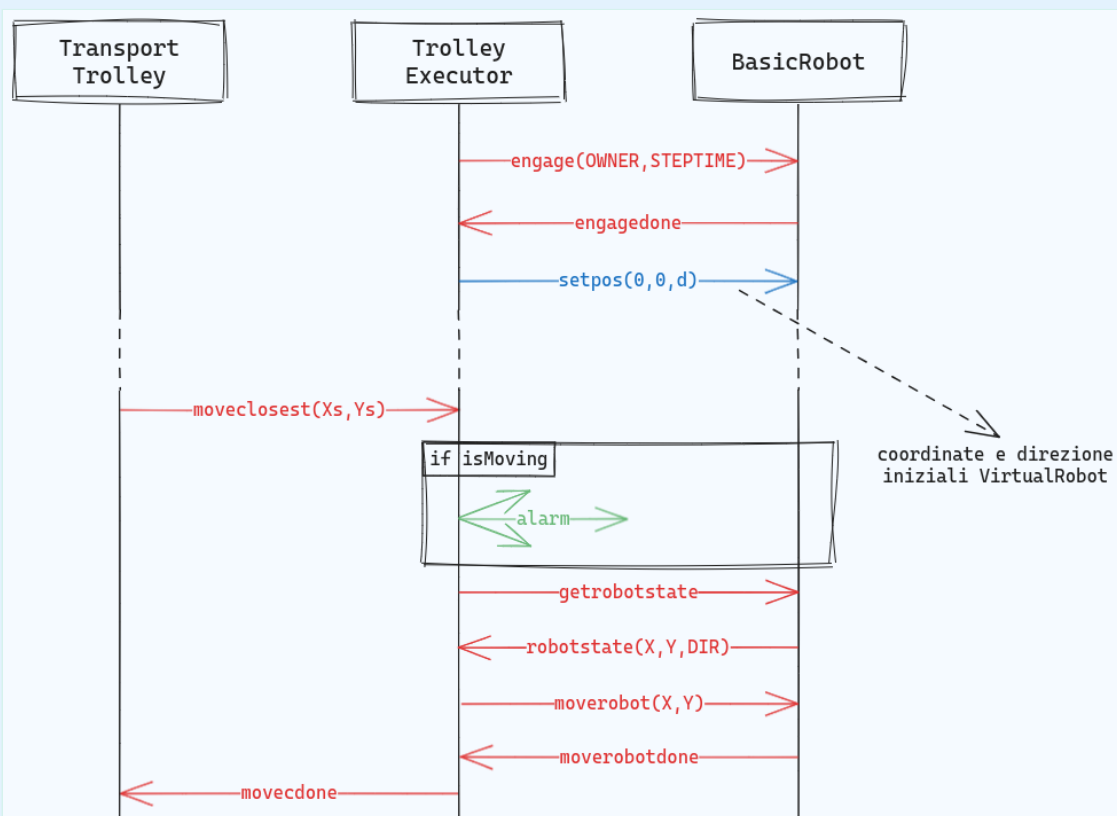 Transport
Trolley
Trolley
Executor
BasicRobot
engage(OWNER,STEPTIME)
engagedone
setpos(0,0,d)
moveclosest(Xs,Ys)
coordinate e direzione
iniziali VirtualRobot
if isMoving
alarm
getrobotstate
robotstate(X,Y,DIR)
moverobot(X,Y)
moverobotdone
movecdone